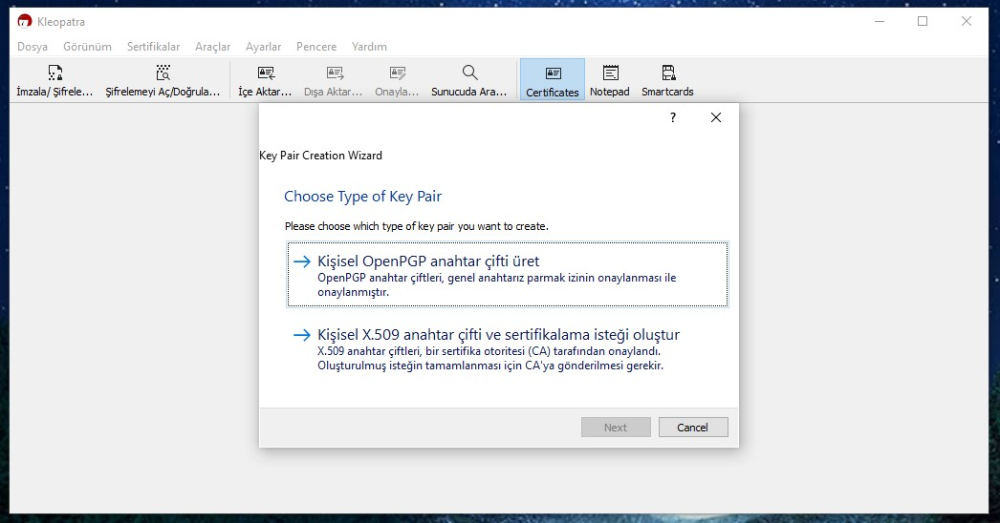 Kleopatra
Dosya Görünüm Sertifikalar Araçlar Ayarlar Pencere Yardım
İmzala/ Şifrele... Şifrelemeyi Aç/Doğrula... İçe Aktar... Dışa Aktar... Onayla... Sunucuda Ara... Certificates Notepad Smartcards
?
Key Pair Creation Wizard
Choose Type of Key Pair
Please choose which type of key pair you want to create.
Kişisel OpenPGP anahtar çifti üret
OpenPGP anahtar çiftleri, genel anahtarız parmak izinin onaylanması ile
onaylanmıştır.
Kişisel X.509 anahtar çifti ve sertifikalama isteği oluştur
X.509 anahtar çiftleri, bir sertifika otoritesi (CA) tarafından onaylandı.
Oluşturulmuş isteğin tamamlanması için CA'ya gönderilmesi gerekir.
Next Cancel